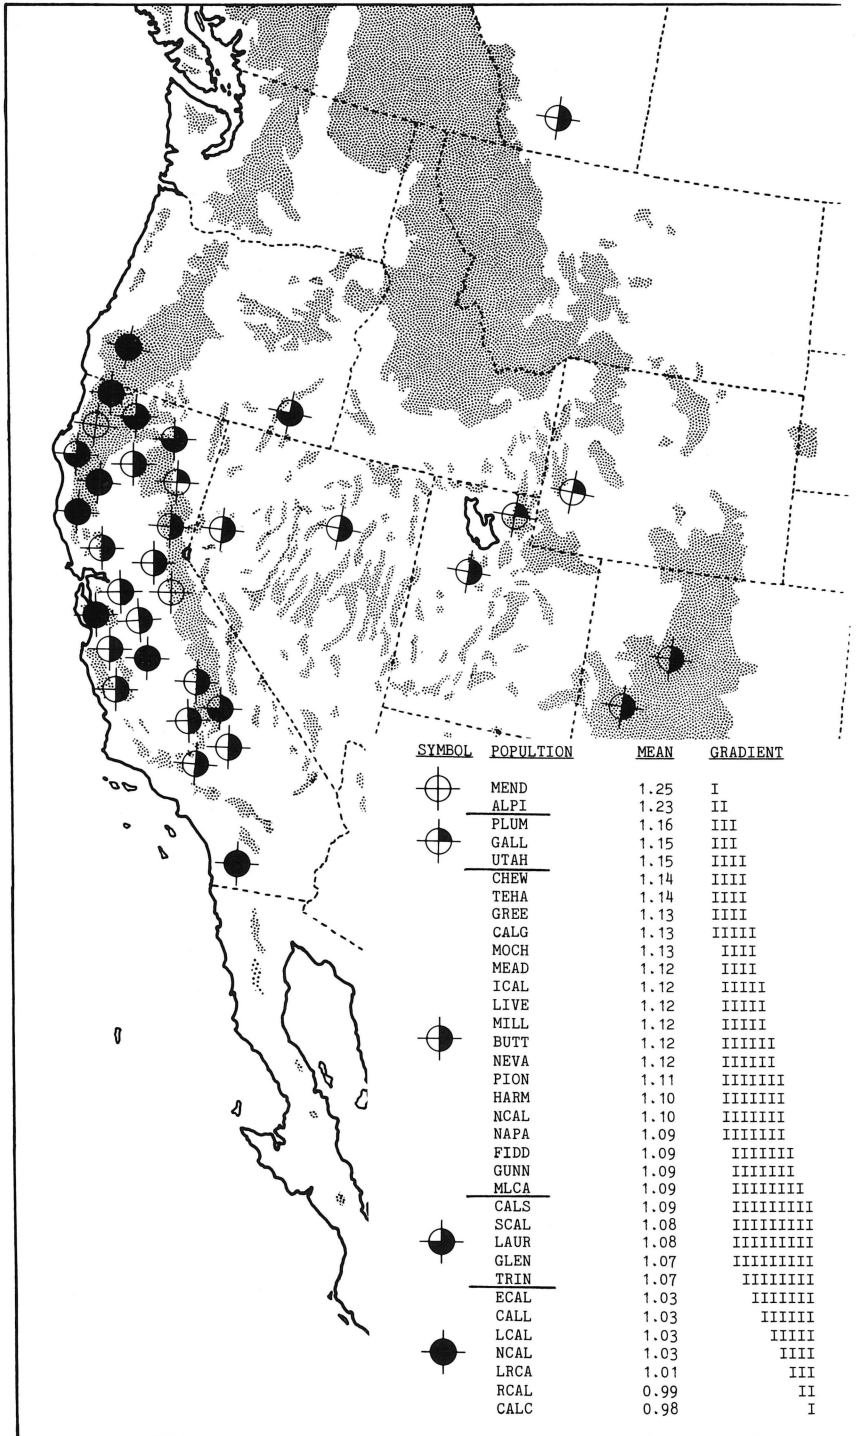 SYMBOL POPULTION MEAN GRADIENT
MEND 1.25 I
ALPI 1.23 II
PLUM 1.16 III
GALL 1.15 III
UTAH 1.15 IIII
CHEW 1.14 IIII
TEHA 1.14 IIII
GREE 1.13 IIII
CALG 1.13 IIIII
MOCH 1.13 IIII
MEAD 1.12 IIII
ICAL 1.12 IIIII
LIVE 1.12 IIIII
MILL 1.12 IIIII
BUTT 1.12 IIIIII
NEVA 1.12 IIIIII
PION 1.11 IIIIIII
HARM 1.10 IIIIIII
NCAL 1.10 IIIIIII
NAPA 1.09 IIIIIII
FIDD 1.09 IIIIIII
GUNN 1.09 IIIIIII
MLCA 1.09 IIIIIIII
CALS 1.09 IIIIIIIII
SCAL 1.08 IIIIIIIII
LAUR 1.08 IIIIIIIII
GLEN 1.07 IIIIIIIII
TRIN 1.07 IIIIIIII
ECAL 1.03 IIIIIII
CALL 1.03 IIIIII
LCAL 1.03 IIIII
NCAL 1.03 IIII
LRCA 1.01 III
RCAL 0.99 II
CALC 0.98 I